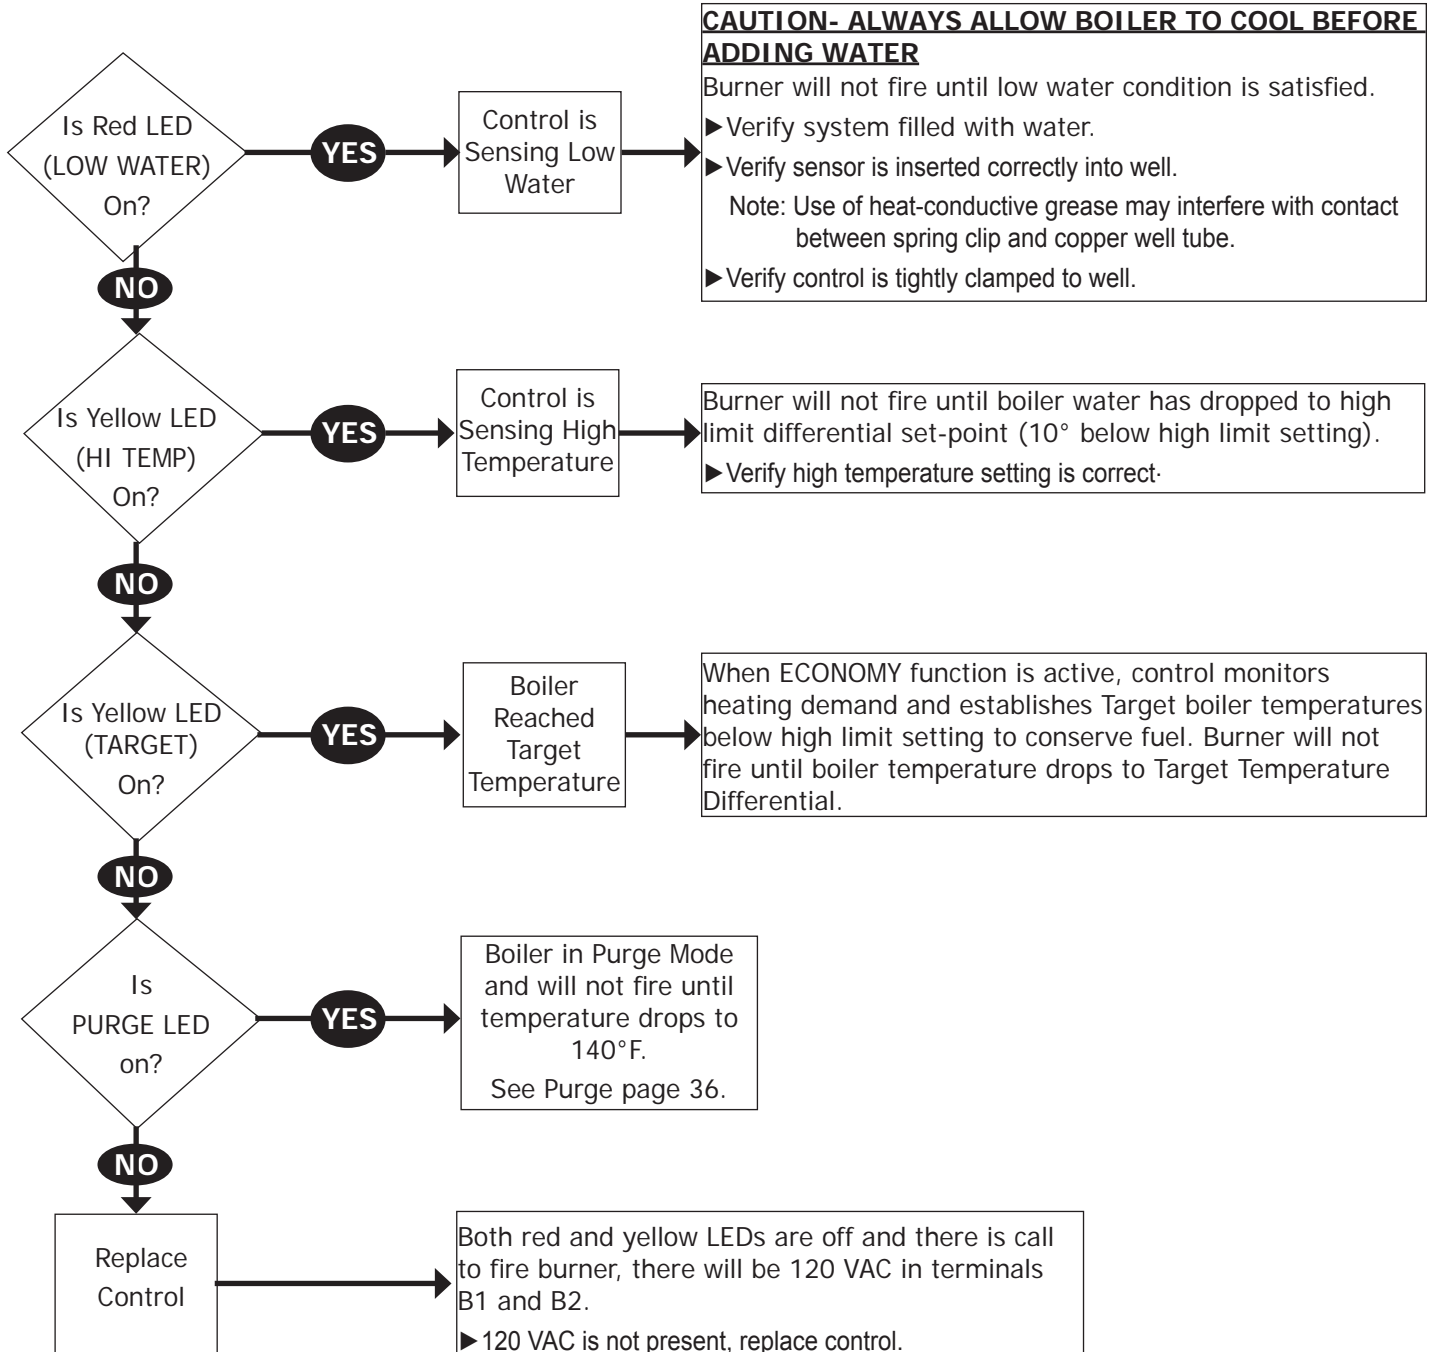 CAUTION- ALWAYS ALLOW BOILER TO COOL BEFORE
ADDING WATER
Burner will not fire until low water condition is satisfied.
►Verify system filled with water.
►Verify sensor is inserted correctly into well.
Note: Use of heat-conductive grease may interfere with contact
between spring clip and copper well tube.
►Verify control is tightly clamped to well.
Is Red LED
(LOW WATER)
On?
YES
Control is
Sensing Low
Water
NO
Is Yellow LED
(HI TEMP)
On?
YES
Control is
Sensing High
Temperature
Burner will not fire until boiler water has dropped to high
limit differential set-point (10° below high limit setting).
►Verify high temperature setting is correct.
NO
Is Yellow LED
(TARGET)
On?
YES
Boiler
Reached
Target
Temperature
When ECONOMY function is active, control monitors
heating demand and establishes Target boiler temperatures
below high limit setting to conserve fuel. Burner will not
fire until boiler temperature drops to Target Temperature
Differential.
NO
Is
PURGE LED
on?
YES
Boiler in Purge Mode
and will not fire until
temperature drops to
140°F.
See Purge page 36.
NO
Replace
Control
Both red and yellow LEDs are off and there is call
to fire burner, there will be 120 VAC in terminals
B1 and B2.
►120 VAC is not present, replace control.